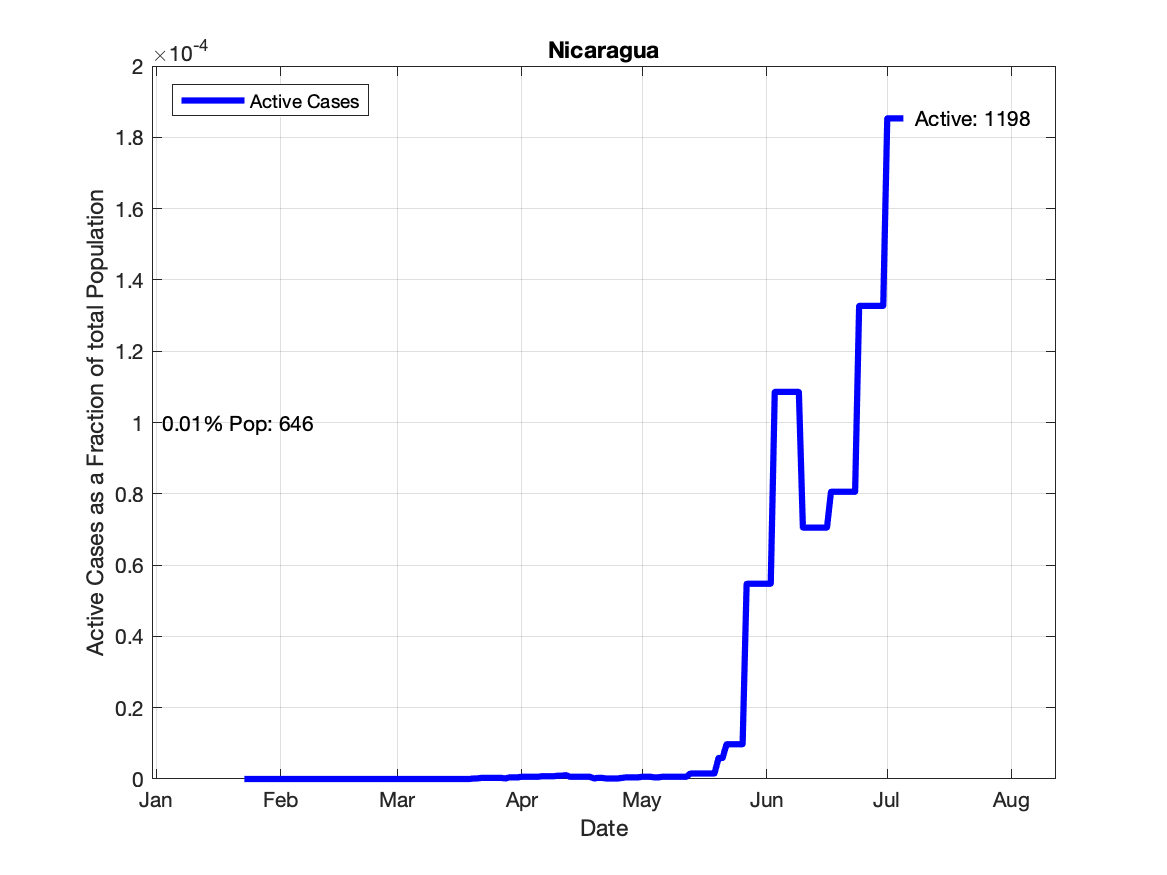 Nicaragua
×10-4
2
1.8
1.6
1.4
1.2
1
0.8
0.6
0.4
0.2
0
Active Cases as a Fraction of total Population
Active Cases
Active: 1198
0.01% Pop: 646
Jan Feb Mar Apr May Jun Jul Aug
Date